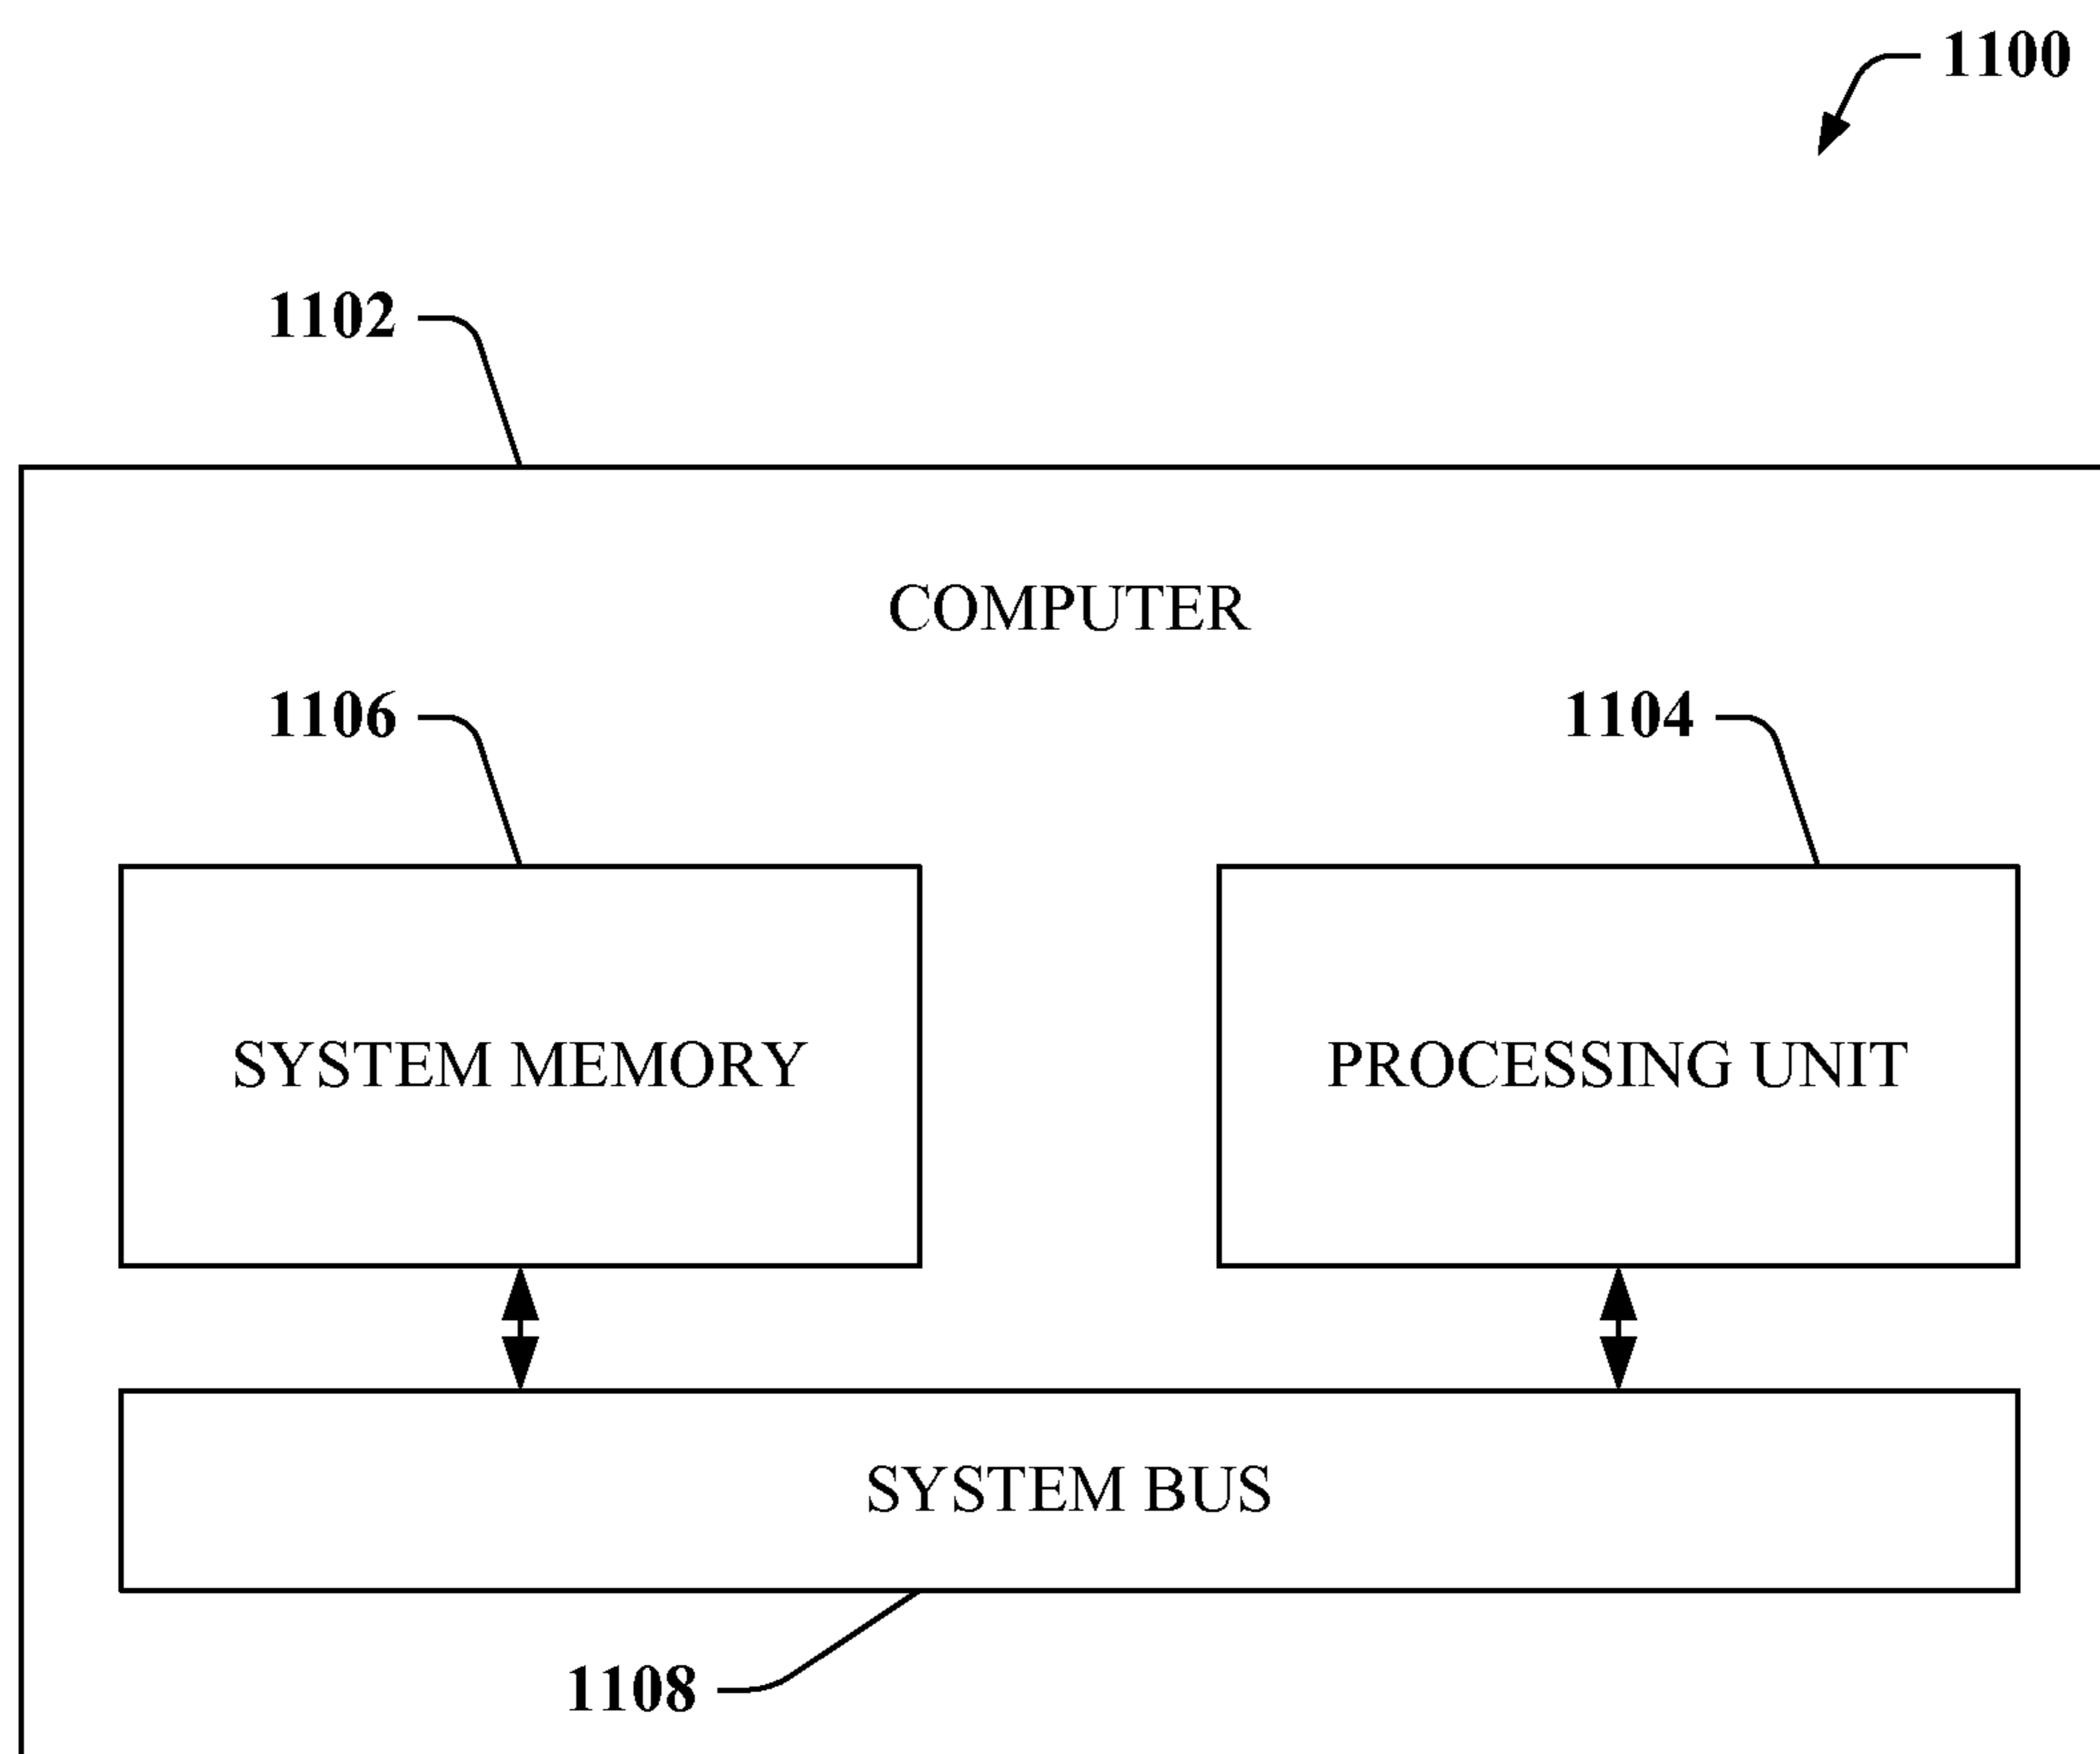 1100
1102
COMPUTER
1106
1104
SYSTEM MEMORY
PROCESSING UNIT
SYSTEM BUS
1108